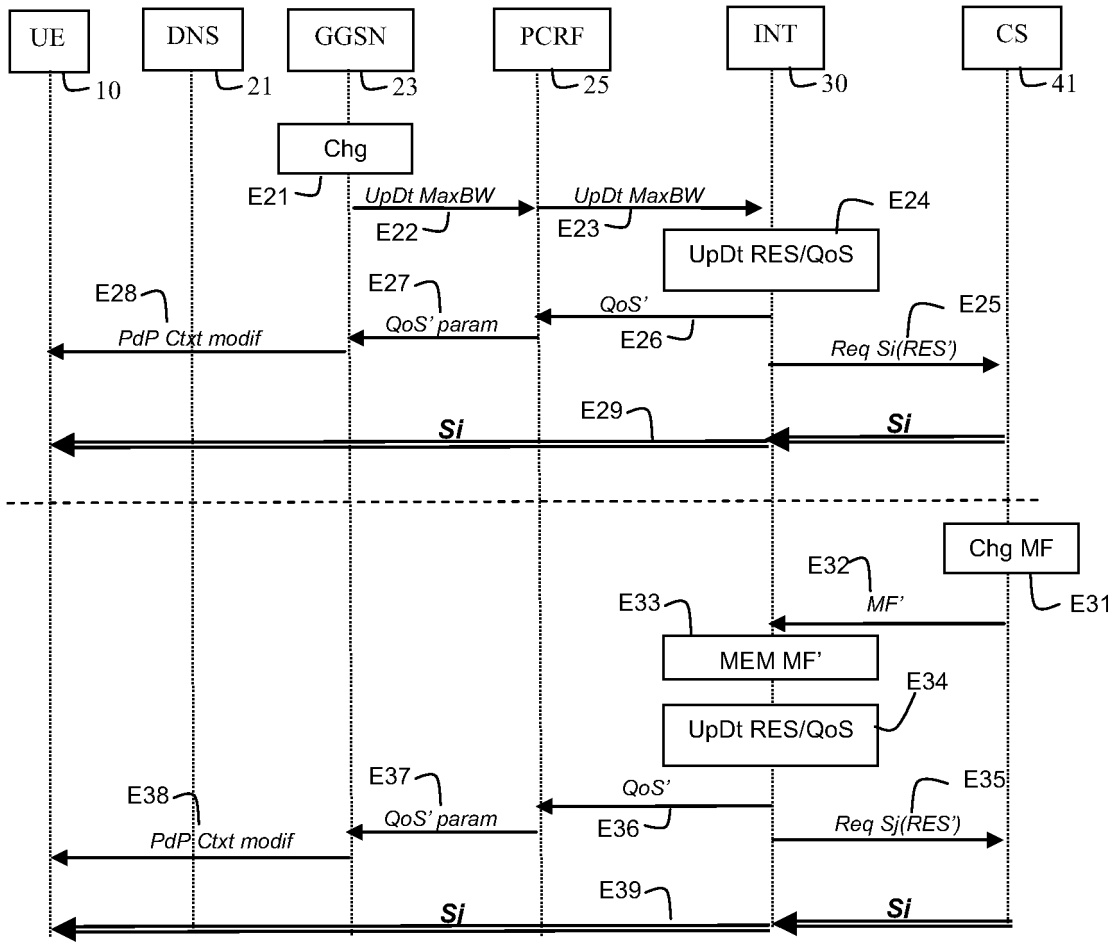 UE DNS GGSN PCRF INT CS
10 21 23 25 30 41
Chg
E21
UpDt MaxBW UpDt MaxBW
E22 E23
E24
UpDt RES/QoS
E28 E27 QoS' E25
PdP Ctxt modif QoS' param E26 Req Si(RES')
E29
Si Si
Chg MF
E32
MF' E31
E33
MEM MF'
E34
UpDt RES/QoS
E38 E37 QoS' E35
PdP Ctxt modif QoS' param E36 Req Sj(RES')
E39
Si Si